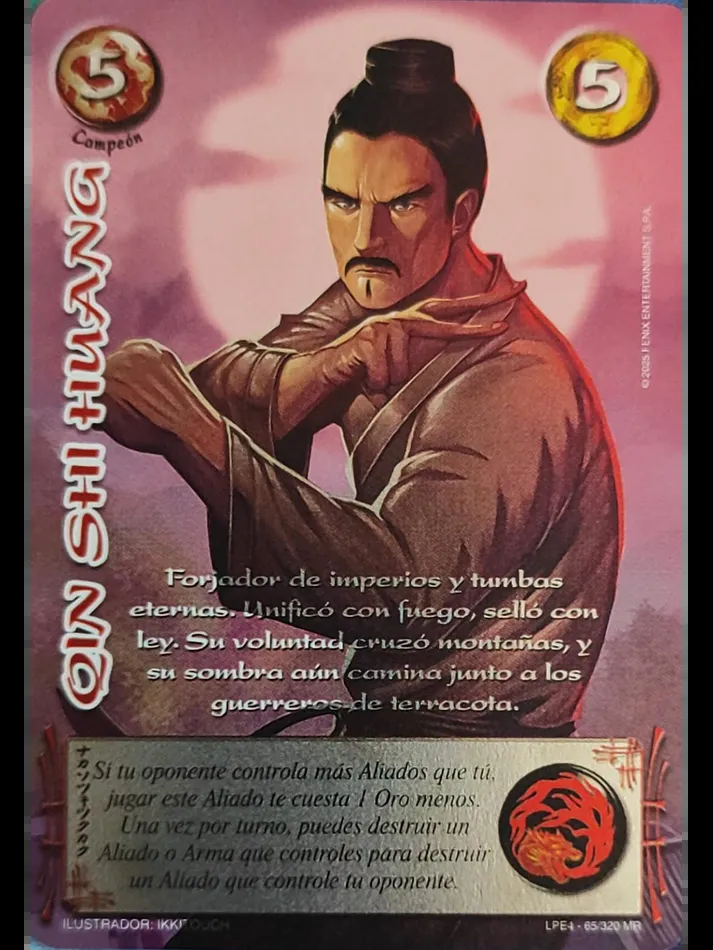 5
Campeón
5
QIN SHI HUANG
© 2025 FENIX ENTERTAINMENT S.P.A.
Forjador de imperios y tumbas
eternas. Unificó con fuego, selló con
ley. Su voluntad cruzó montañas, y
su sombra aún camina junto a los
guerreros de terracota.
Si tu oponente controla más Aliados que tú,
jugar este Aliado te cuesta 1 Oro menos.
Una vez por turno, puedes destruir un
Aliado o Arma que controles para destruir
un Aliado que controle tu oponente.
ILUSTRADOR: IKKITOUCH
LPE4 - 65/320 MR